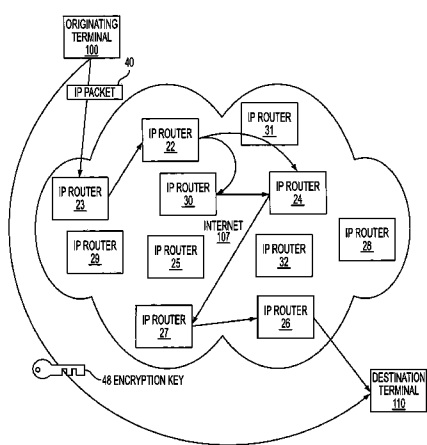 ORIGINATING
TERMINAL
100
40
IP PACKET
IP ROUTER
31
IP ROUTER
22
IP ROUTER
23
IP ROUTER
30
IP ROUTER
24
INTERNET
107
IP ROUTER
29
IP ROUTER
25
IP ROUTER
32
IP ROUTER
28
IP ROUTER
27
IP ROUTER
26
48 ENCRYPTION KEY
DESTINATION
TERMINAL
110